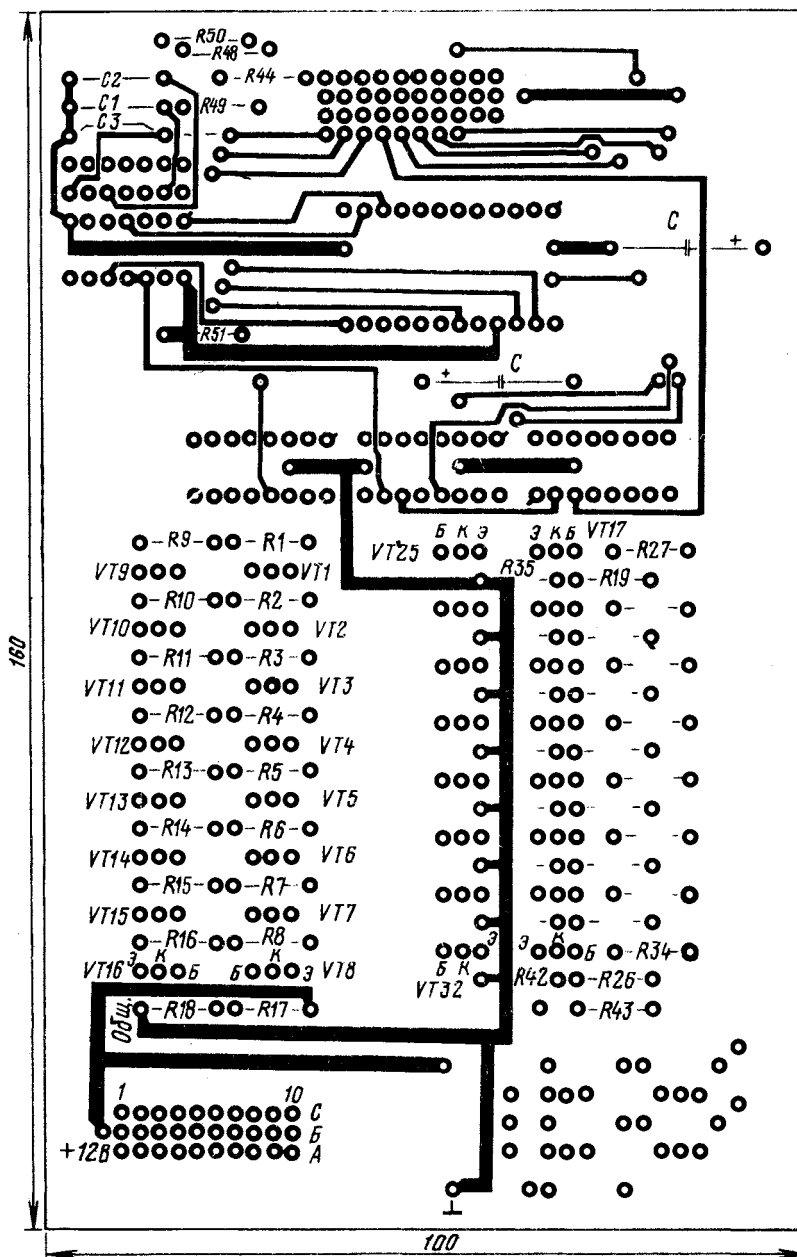 R50
R48
C2 R44
C1 R49
C3
C
+
R51
+ C
Б К Э Э К Б VT17
R9 R1 VT25 R27
VT9 VT1 R35 R19
R10 R2
VT10 VT2
R11 R3
VT11 VT3
R12 R4
VT12 VT4
R13 R5
VT13 VT5
R14 R6
VT14 VT6
R15 R7
VT15 VT7
R16 R8 Э Э К
Э К К Б К Б R34
VT16 Б Б Э VT8 VT32 R42 R26
Общ. R18 R17 R43
1 10
С
Б
+12В А
160
100